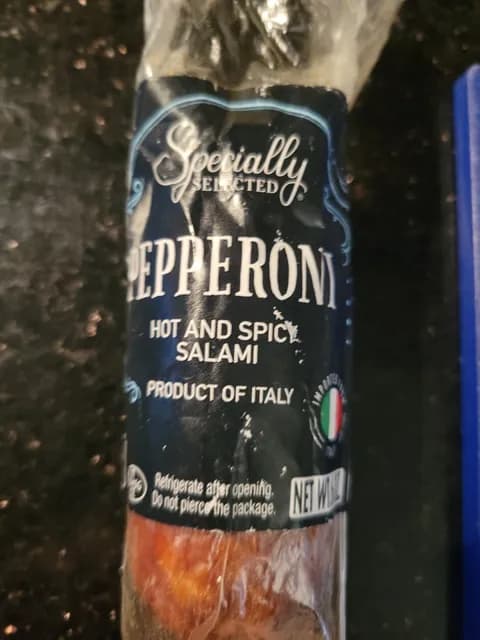 Specially
SELECTED®
PEPPERONI
HOT AND SPICY
SALAMI
PRODUCT OF ITALY
Refrigerate after opening.
Do not pierce the package.
NET